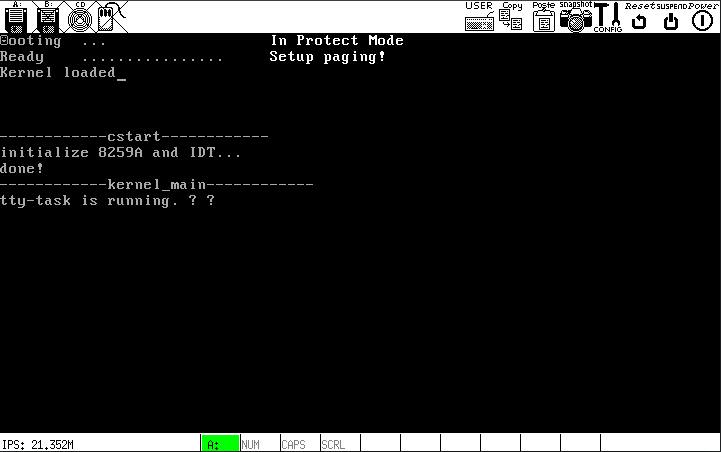 A: B: CD USER Copy Paste snapshot CONFIG Reset SUSPEND Power
Booting ... In Protect Mode
Ready ................ Setup paging!
Kernel loaded_
------------cstart------------
initialize 8259A and IDT...
done!
------------kernel_main------------
tty-task is running. ? ?
IPS: 21.352M A: NUM CAPS SCRL